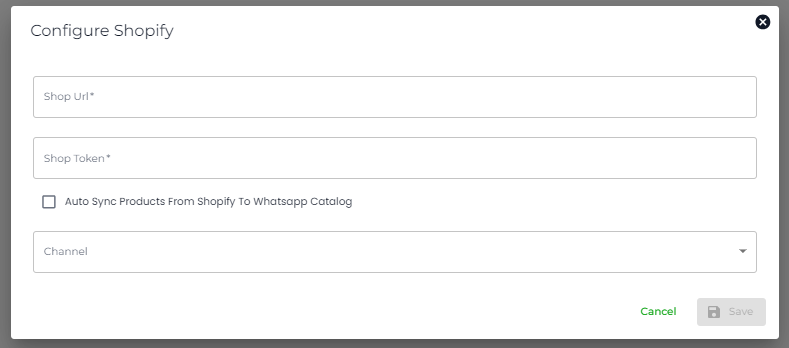 Configure Shopify
Shop Url*
Shop Token*
Auto Sync Products From Shopify To Whatsapp Catalog
Channel
Cancel
Save